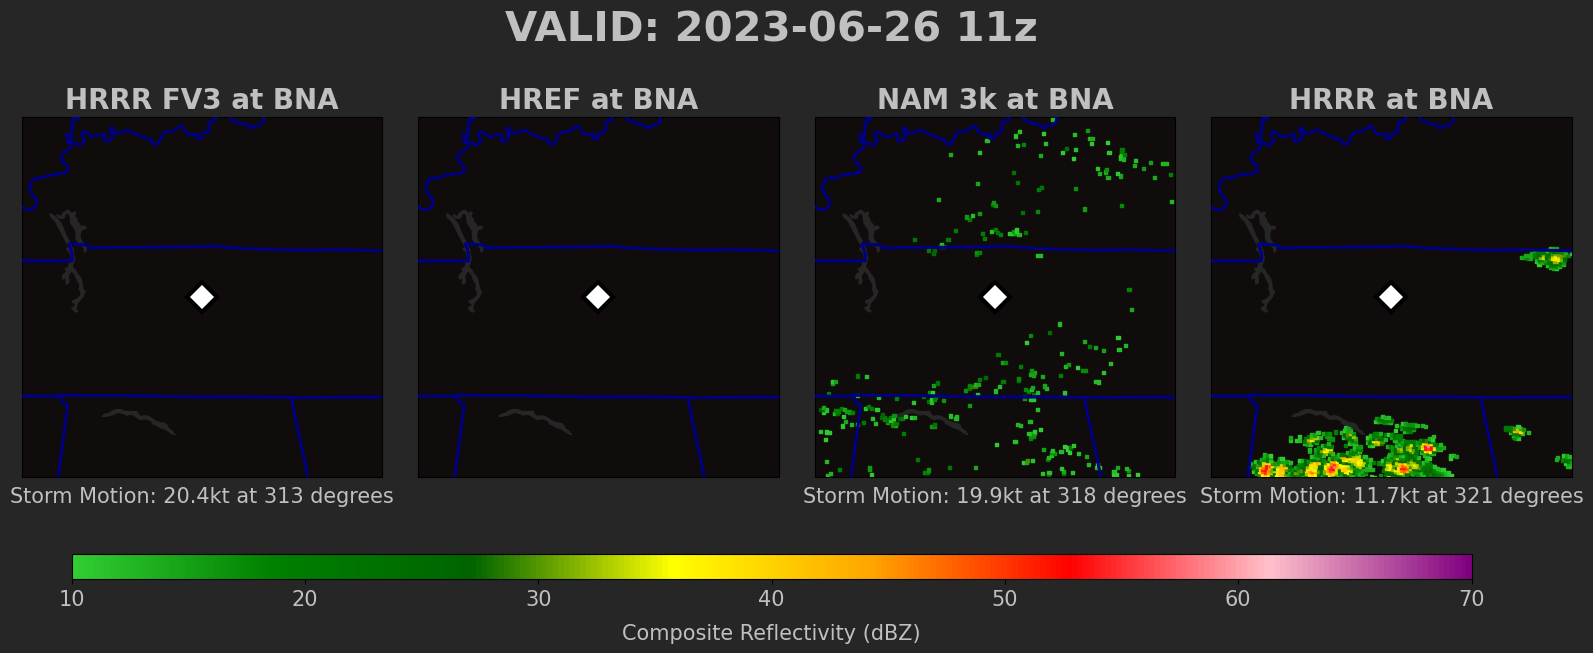 VALID: 2023-06-26 11z
HRRR FV3 at BNA
HREF at BNA
NAM 3k at BNA
HRRR at BNA
Storm Motion: 20.4kt at 313 degrees
Storm Motion: 19.9kt at 318 degrees
Storm Motion: 11.7kt at 321 degrees
10 20 30 40 50 60 70
Composite Reflectivity (dBZ)